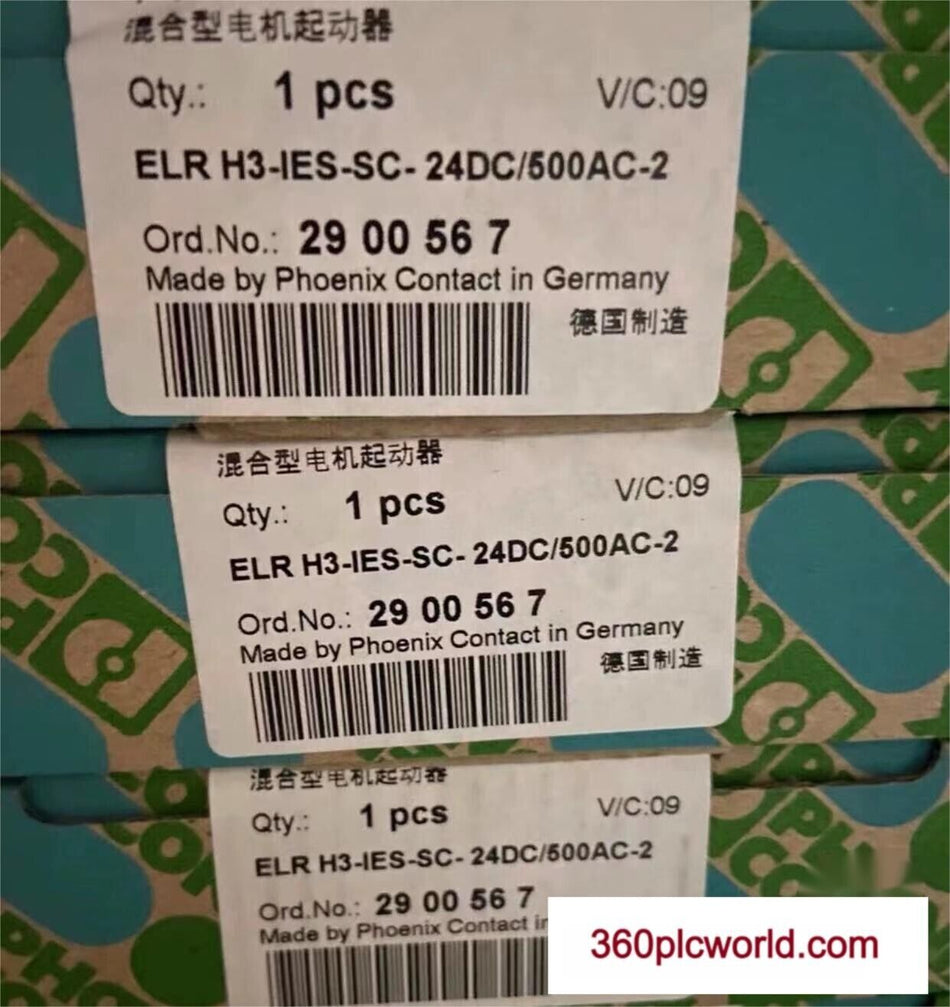 混合型电机起动器
Qty.: 1 pcs V/C:09
ELR H3-IES-SC- 24DC/500AC-2
Ord.No.: 29 00 56 7
Made by Phoenix Contact in Germany
德国制造
混合型电机起动器
Qty.: 1 pcs V/C:09
ELR H3-IES-SC- 24DC/500AC-2
Ord.No.: 29 00 56 7
Made by Phoenix Contact in Germany
德国制造
混合型电机起动器
Qty.: 1 pcs V/C:09
ELR H3-IES-SC- 24DC/500AC-2
Ord.No.: 29 00 56 7
Made by Phoenix Contact in
360plcworld.com